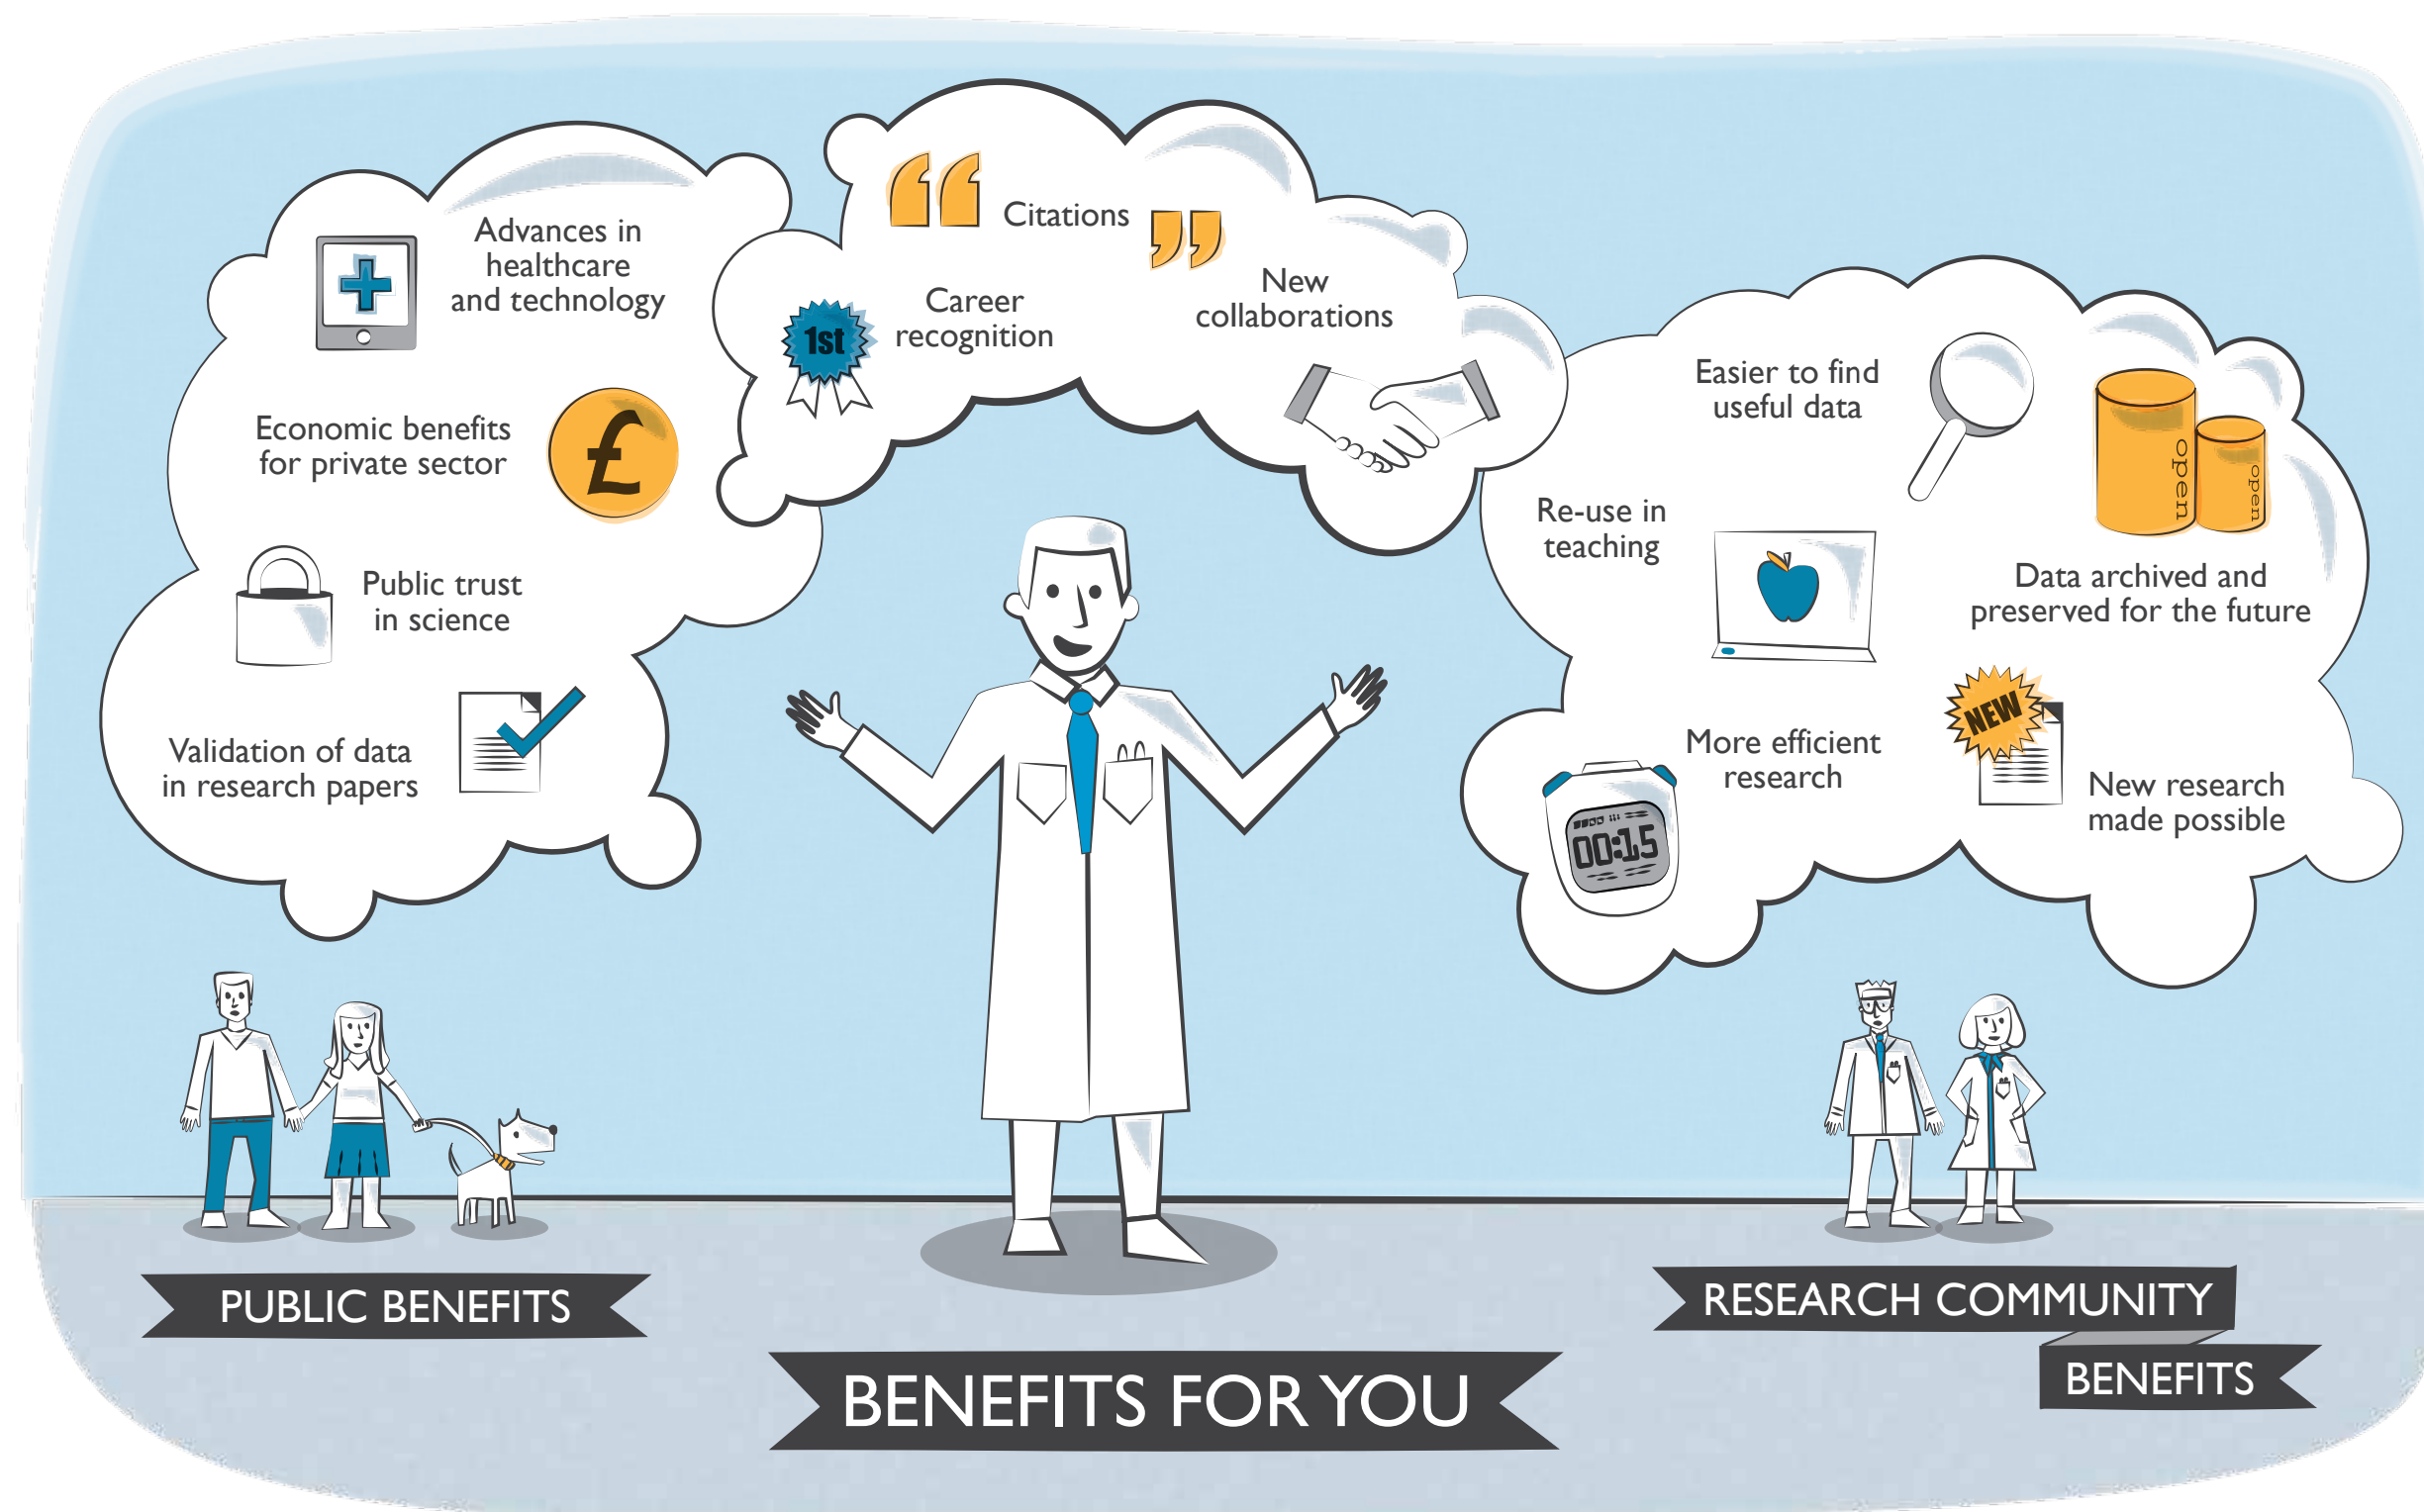 Advances in
healthcare
and technology
Economic benefits
for private sector
£
Public trust
in science
Validation of data
in research papers
“
Citations
”
1st
Career
recognition
New
collaborations
Easier to find
useful data
open
open
Re-use in
teaching
Data archived and
preserved for the future
More efficient
research
00:15
NEW
New research
made possible
PUBLIC BENEFITS
BENEFITS FOR YOU
RESEARCH COMMUNITY
BENEFITS